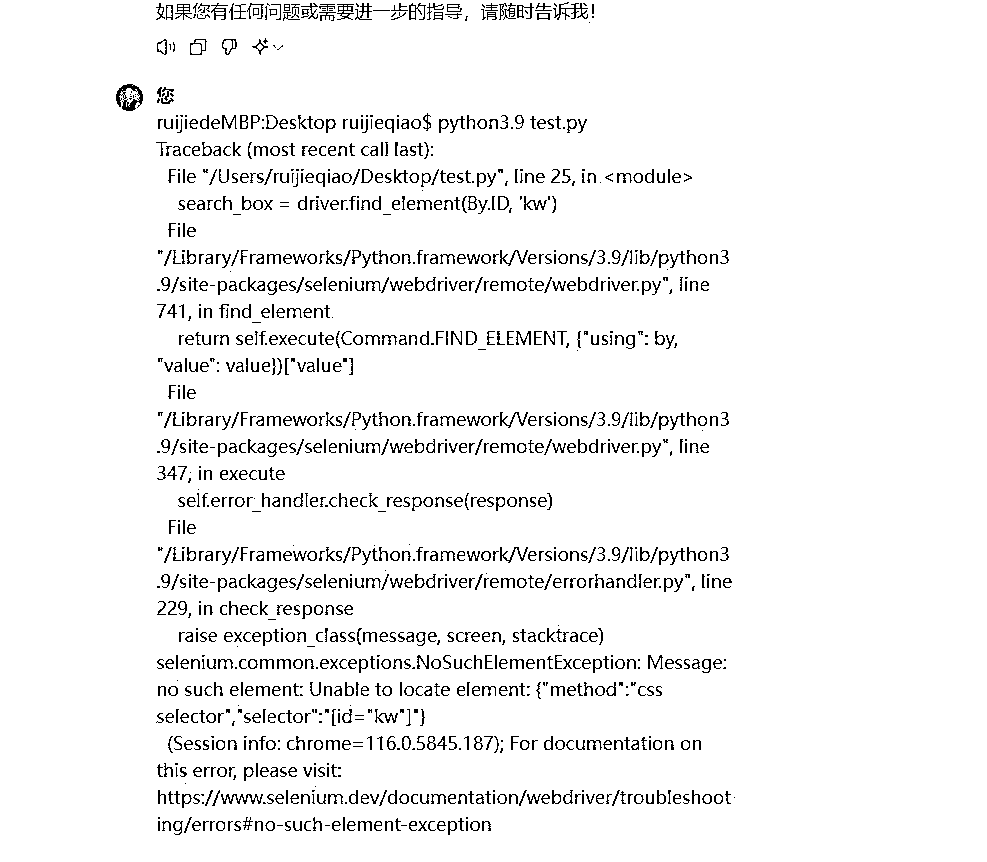 如果您有任何问题或需要进一步的指导，请随时告诉我！
您
ruijiedeMBP:Desktop ruijieqiao$ python3.9 test.py
Traceback (most recent call last):
File "/Users/ruijieqiao/Desktop/test.py", line 25, in <module>
search_box = driver.find_element(By.ID, 'kw')
File
"/Library/Frameworks/Python.framework/Versions/3.9/lib/python3
.9/site-packages/selenium/webdriver/remote/webdriver.py", line
741, in find_element
return self.execute(Command.FIND_ELEMENT, {"using": by,
"value": value})["value"]
File
"/Library/Frameworks/Python.framework/Versions/3.9/lib/python3
.9/site-packages/selenium/webdriver/remote/webdriver.py", line
347, in execute
self.error_handler.check_response(response)
File
"/Library/Frameworks/Python.framework/Versions/3.9/lib/python3
.9/site-packages/selenium/webdriver/remote/errorhandler.py", line
229, in check_response
raise exception_class(message, screen, stacktrace)
selenium.common.exceptions.NoSuchElementException: Message:
no such element: Unable to locate element: {"method":"css
selector","selector":"[id="kw"]"}
(Session info: chrome=116.0.5845.187); For documentation on
this error, please visit:
https://www.selenium.dev/documentation/webdriver/troubleshoot
ing/errors#no-such-element-exception